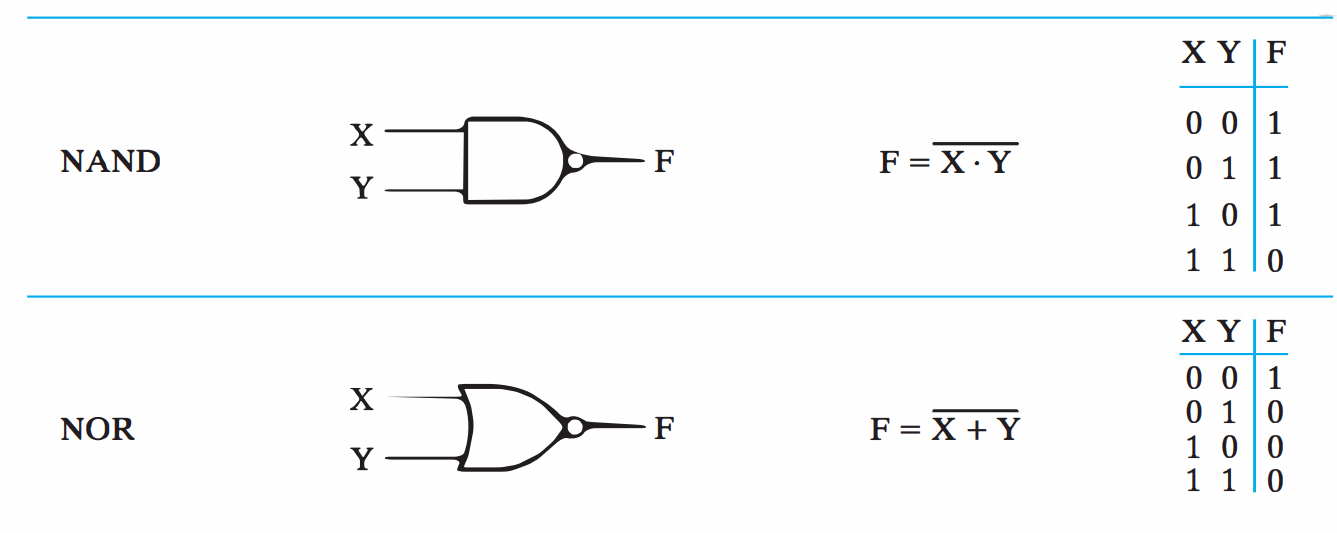 X Y F
0 0 1
0 1 1
1 0 1
1 1 0
NAND
X
Y
F
F = \overline{X · Y}
X Y F
0 0 1
0 1 0
1 0 0
1 1 0
NOR
X
Y
F
F = \overline{X + Y}